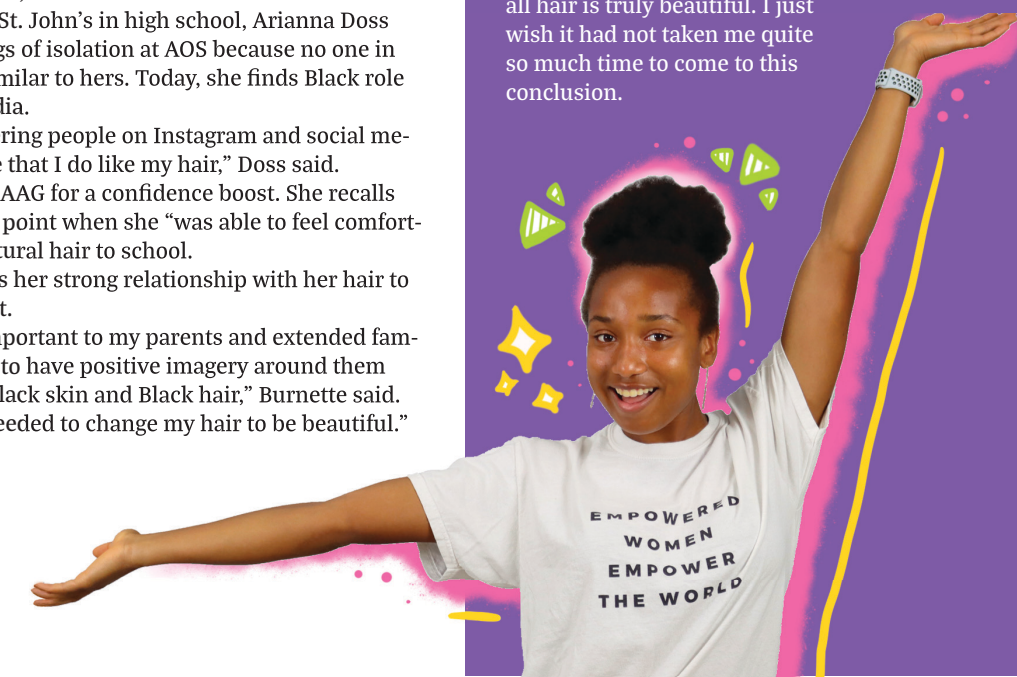 St. John’s in high school, Arianna Doss
gs of isolation at AOS because no one in
milar to hers. Today, she finds Black role
dia.
ring people on Instagram and social me-
e that I do like my hair,” Doss said.
AAG for a confidence boost. She recalls
point when she “was able to feel comfort-
tural hair to school.
s her strong relationship with her hair to
t.
portant to my parents and extended fam-
to have positive imagery around them
lack skin and Black hair,” Burnette said.
eeded to change my hair to be beautiful.”
all hair is truly beautiful. I just
wish it had not taken me quite
so much time to come to this
conclusion.
EMPOWERED
WOMEN
EMPOWER
THE WORLD